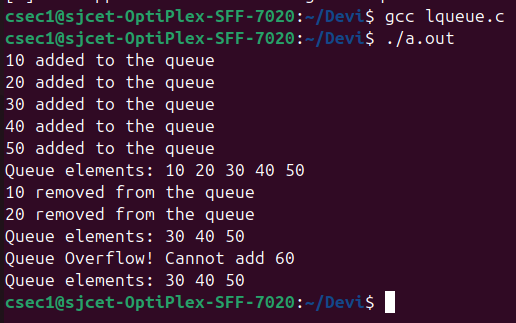 csec1@sjcet-OptiPlex-SFF-7020:~/Devi$ gcc lqueue.c
csec1@sjcet-OptiPlex-SFF-7020:~/Devi$ ./a.out
10 added to the queue
20 added to the queue
30 added to the queue
40 added to the queue
50 added to the queue
Queue elements: 10 20 30 40 50
10 removed from the queue
20 removed from the queue
Queue elements: 30 40 50
Queue Overflow! Cannot add 60
Queue elements: 30 40 50
csec1@sjcet-OptiPlex-SFF-7020:~/Devi$